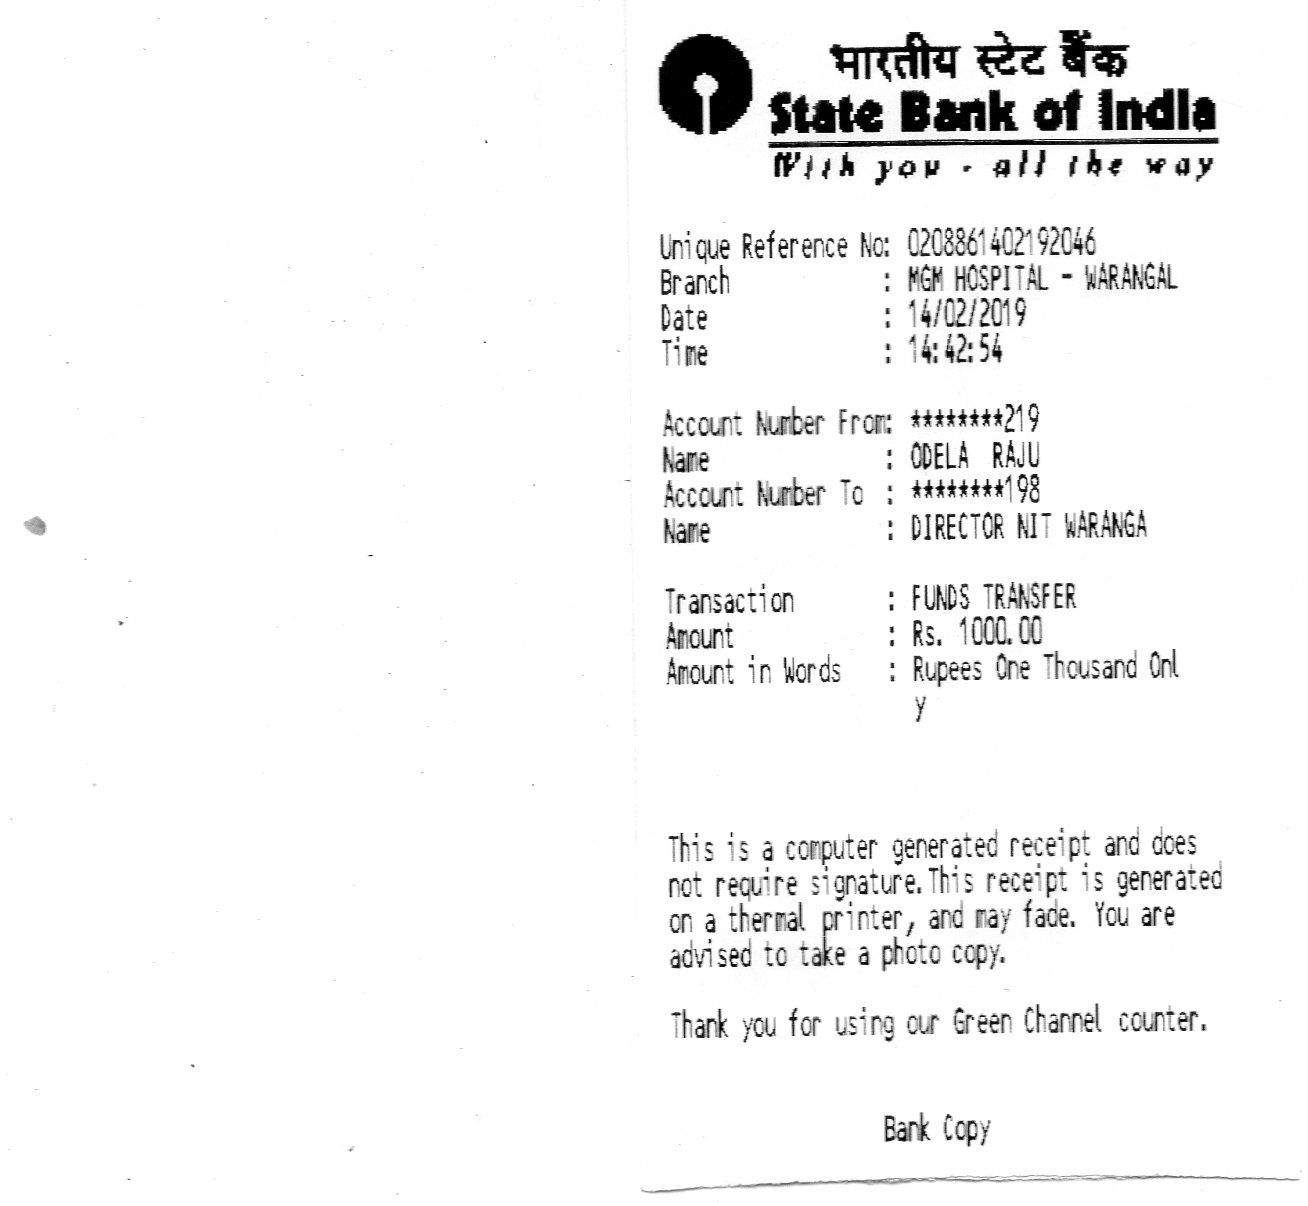 भारतीय स्टेट बैंक
State Bank of India
With you - all the way
Unique Reference No: 0208861402192046
Branch : MGM HOSPITAL - WARANGAL
Date : 14/02/2019
Time : 14:42:54
Account Number From: ********219
Name : ODELA RAJU
Account Number To : ********198
Name : DIRECTOR NIT WARANGA
Transaction : FUNDS TRANSFER
Amount : Rs. 1000.00
Amount in Words : Rupees One Thousand Onl
y
This is a computer generated receipt and does
not require signature.This receipt is generated
on a thermal printer, and may fade. You are
advised to take a photo copy.
Thank you for using our Green Channel counter.
Bank Copy